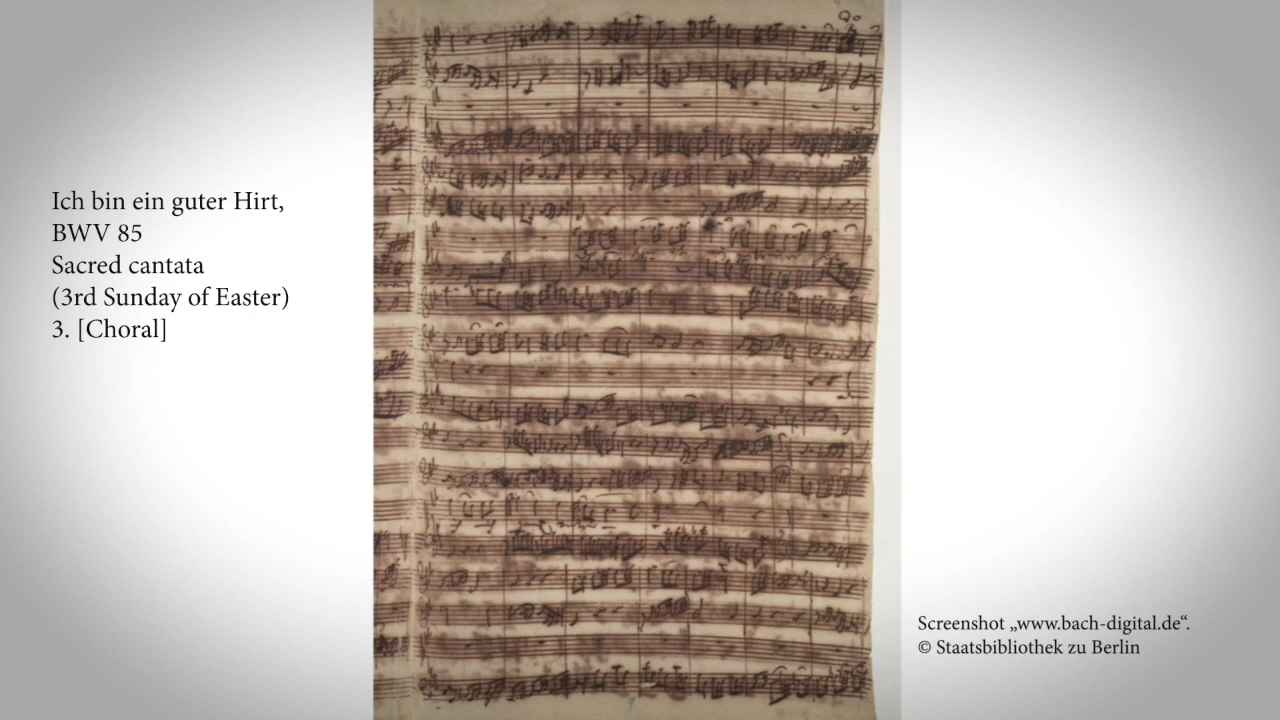 Ich bin ein guter Hirt,
BWV 85
Sacred cantata
(3rd Sunday of Easter)
3. [Choral]
Screenshot „www.bach-digital.de“.
© Staatsbibliothek zu Berlin